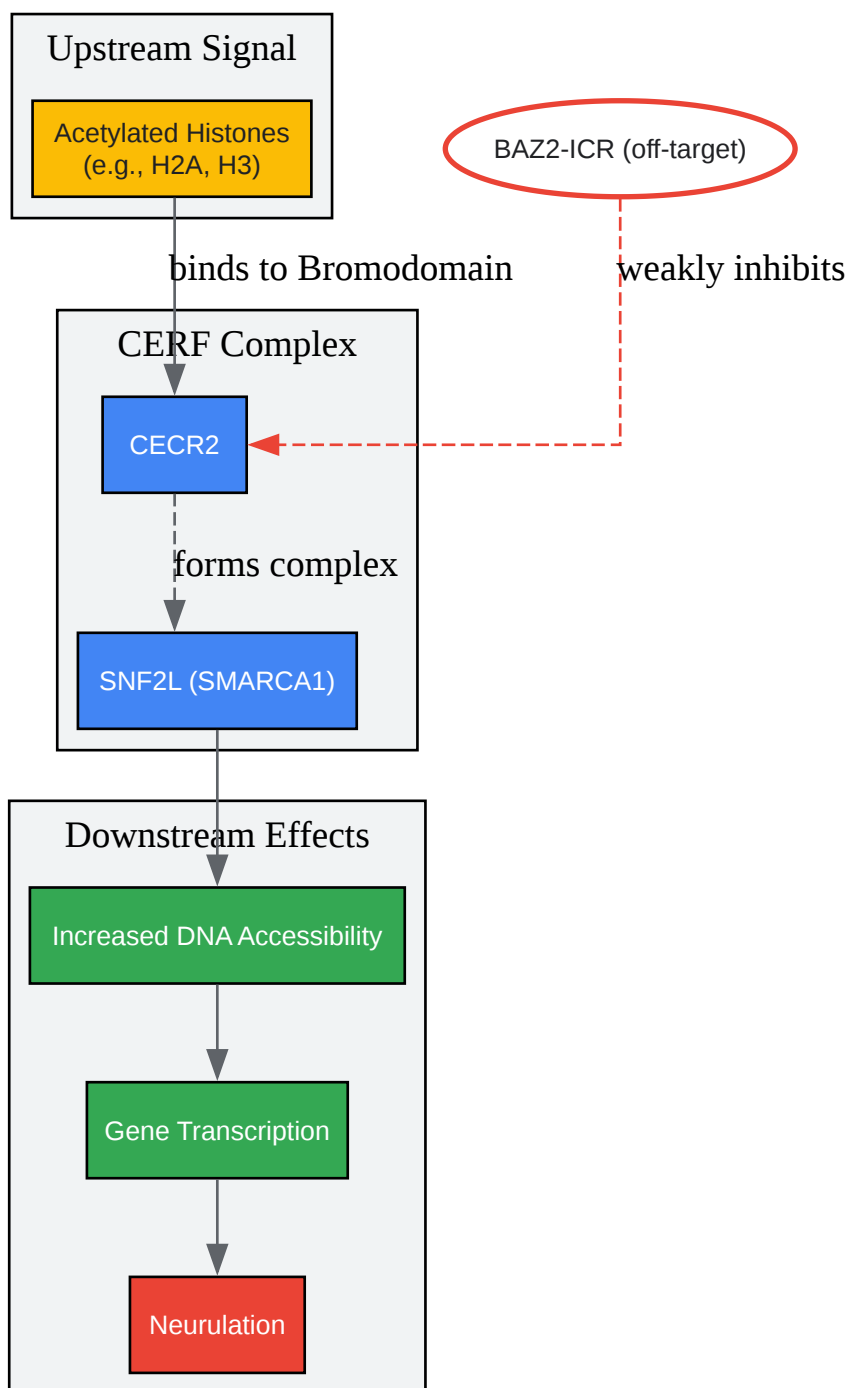 Upstream Signal
Acetylated Histones
(e.g., H2A, H3)
BAZ2-ICR (off-target)
binds to Bromodomain
weakly inhibits
CERF Complex
CECR2
forms complex
SNF2L (SMARCA1)
Downstream Effects
Increased DNA Accessibility
Gene Transcription
Neurulation